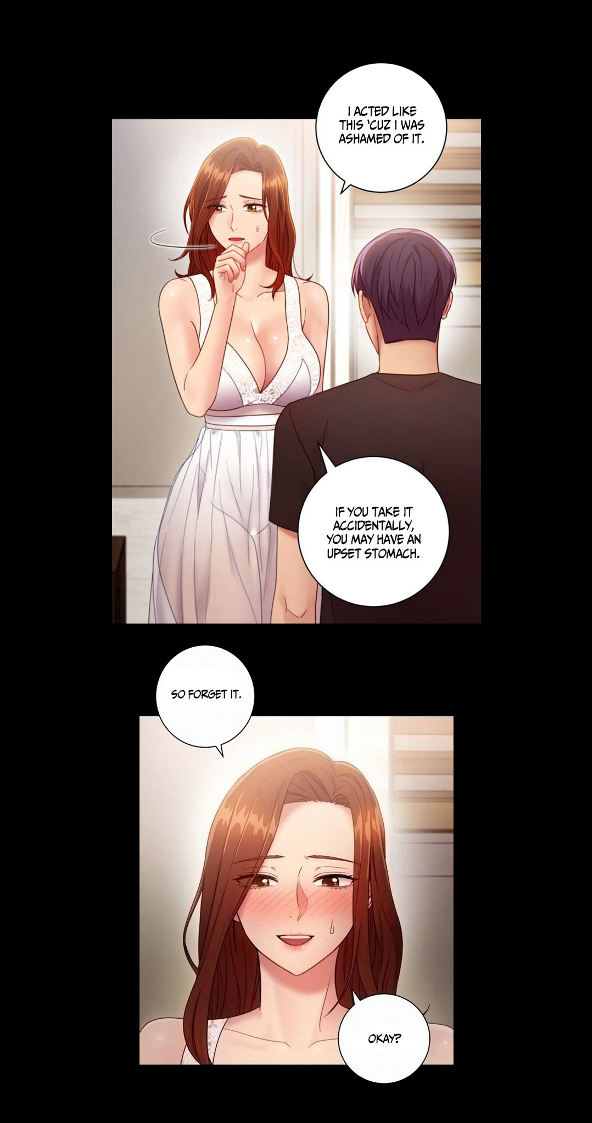 I ACTED LIKE
THIS 'CUZ I WAS
ASHAMED OF IT.
IF YOU TAKE IT
ACCIDENTALLY,
YOU MAY HAVE AN
UPSET STOMACH.
SO FORGET IT.
OKAY?